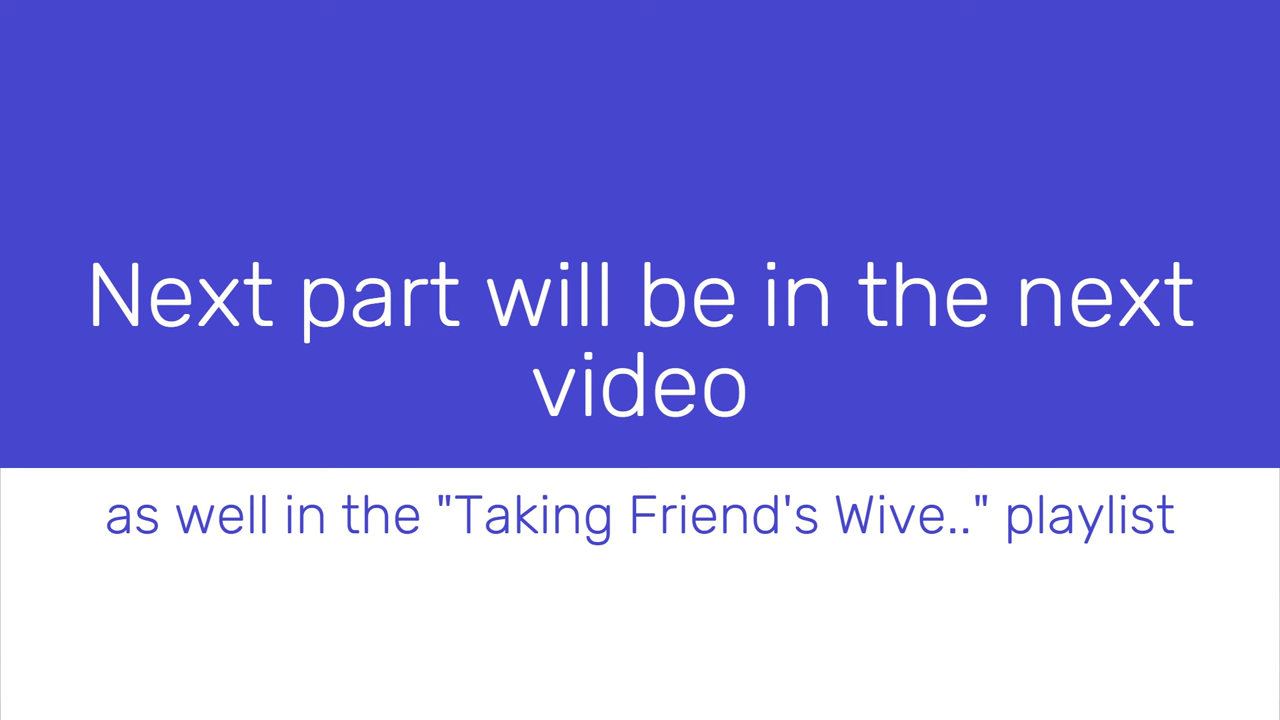 Next part will be in the next
video
as well in the "Taking Friend's Wive.." playlist